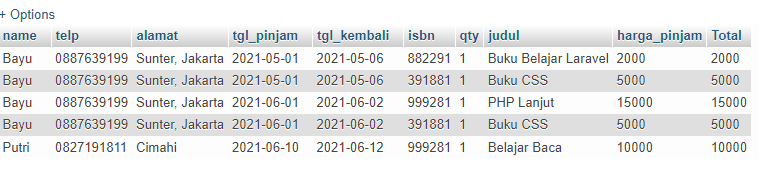 + Options
name telp alamat tgl_pinjam tgl_kembali isbn qty judul harga_pinjam Total
Bayu 0887639199 Sunter, Jakarta 2021-05-01 2021-05-06 882291 1 Buku Belajar Laravel 2000 2000
Bayu 0887639199 Sunter, Jakarta 2021-05-01 2021-05-06 391881 1 Buku CSS 5000 5000
Bayu 0887639199 Sunter, Jakarta 2021-06-01 2021-06-02 999281 1 PHP Lanjut 15000 15000
Bayu 0887639199 Sunter, Jakarta 2021-06-01 2021-06-02 391881 1 Buku CSS 5000 5000
Putri 0827191811 Cimahi 2021-06-10 2021-06-12 999281 1 Belajar Baca 10000 10000